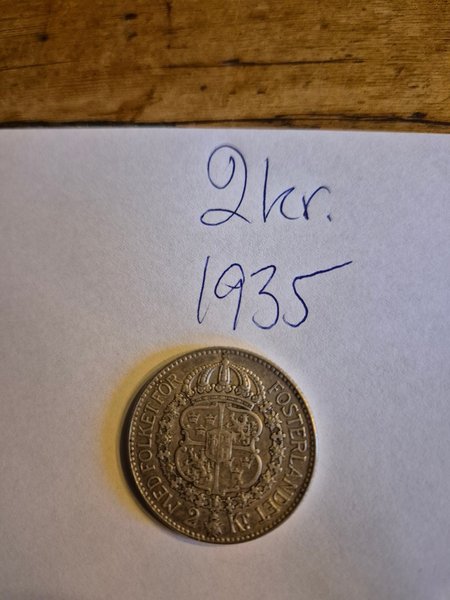 2kr.
1935
MED FOLKET FÖR FOSTERLANDET
2 KR